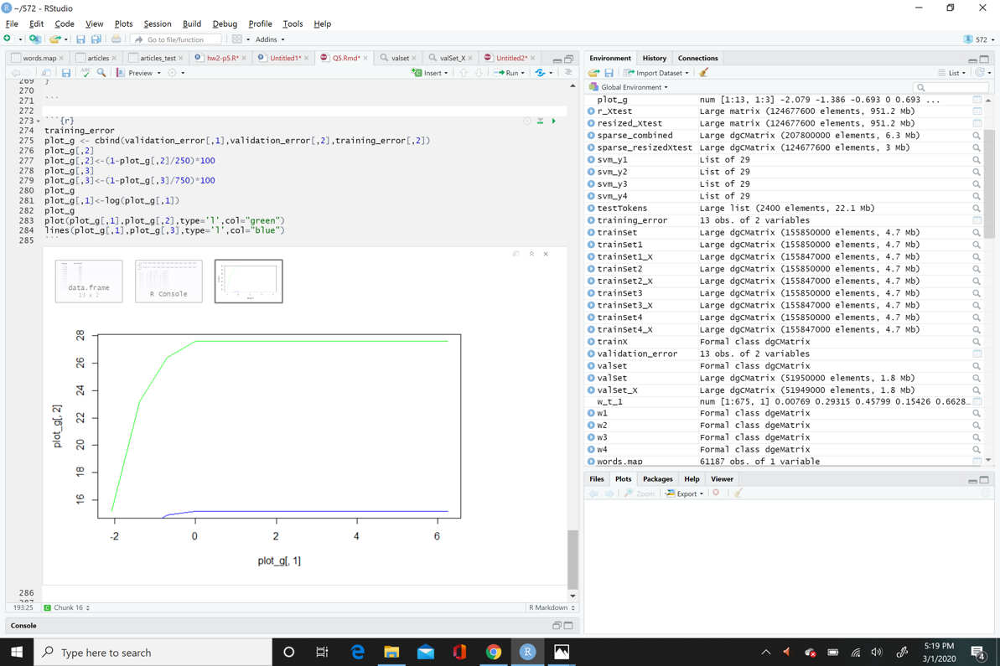 ~/572 - RStudio
File Edit Code View Plots Session Build Debug Profile Tools Help
Go to file/function Addins 572
words.map articles articles_test hw2-p5.R* Untitled1* Q5.Rmd* valset valSet_X Untitled2*
Preview Insert Run
269 }
270
271 ```
272
273 ```{r}
274 training_error
275 plot_g <- cbind(validation_error[,1],validation_error[,2],training_error[,2])
276 plot_g[,2]
277 plot_g[,2]<-(1-plot_g[,2]/250)*100
278 plot_g[,3]
279 plot_g[,3]<-(1-plot_g[,3]/750)*100
280 plot_g
281 plot_g[,1]<-log(plot_g[,1])
282 plot_g
283 plot(plot_g[,1],plot_g[,2],type='l',col="green")
284 lines(plot_g[,1],plot_g[,3],type='l',col="blue")
285 ```
data.frame
13 x 2
R Console
28
26
24
22
20
18
16
plot_g[, 2]
-2 0 2 4 6
plot_g[, 1]
286
287
193:25 C Chunk 16 R Markdown
Console
Environment History Connections
Import Dataset List
Global Environment
plot_g num [1:13, 1:3] -2.079 -1.386 -0.693 0 0.693 ...
r_Xtest Large matrix (124677600 elements, 951.2 Mb)
resized_Xtest Large matrix (124677600 elements, 951.2 Mb)
sparse_combined Large dgCMatrix (207800000 elements, 6.3 Mb)
sparse_resizedXtest Large dgCMatrix (124677600 elements, 3 Mb)
svm_y1 List of 29
svm_y2 List of 29
svm_y3 List of 29
svm_y4 List of 29
testTokens Large list (2400 elements, 22.1 Mb)
training_error 13 obs. of 2 variables
trainSet Large dgCMatrix (155850000 elements, 4.7 Mb)
trainSet1 Large dgCMatrix (155850000 elements, 4.7 Mb)
trainSet1_X Large dgCMatrix (155847000 elements, 4.7 Mb)
trainSet2 Large dgCMatrix (155850000 elements, 4.7 Mb)
trainSet2_X Large dgCMatrix (155847000 elements, 4.7 Mb)
trainSet3 Large dgCMatrix (155850000 elements, 4.7 Mb)
trainSet3_X Large dgCMatrix (155847000 elements, 4.7 Mb)
trainSet4 Large dgCMatrix (155850000 elements, 4.7 Mb)
trainSet4_X Large dgCMatrix (155847000 elements, 4.7 Mb)
trainX Formal class dgCMatrix
validation_error 13 obs. of 2 variables
valset Formal class dgCMatrix
valSet Large dgCMatrix (51950000 elements, 1.8 Mb)
valSet_X Large dgCMatrix (51949000 elements, 1.8 Mb)
w_t_1 num [1:675, 1] 0.00769 0.29315 0.45799 0.15426 0.6628...
w1 Formal class dgeMatrix
w2 Formal class dgeMatrix
w3 Formal class dgeMatrix
w4 Formal class dgeMatrix
words.map 61187 obs. of 1 variable
Files Plots Packages Help Viewer
Zoom Export
Type here to search
5:19 PM
3/1/2020
4